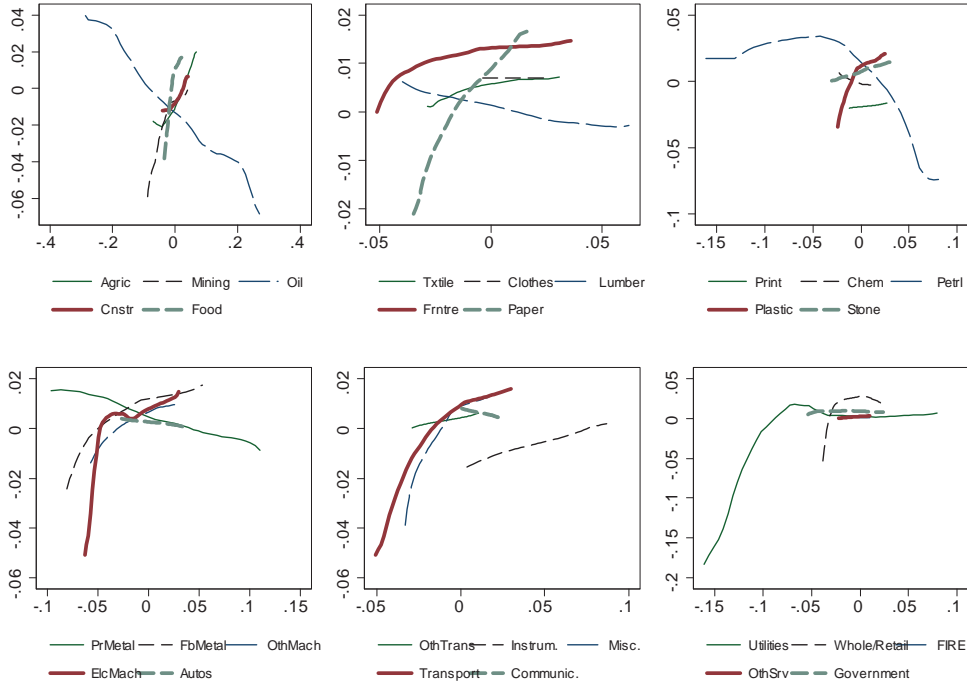 .04
.02
0
-.02
-.04
-.06
-.4 -.2 0 .2 .4
Agric Mining Oil
Cnstr Food
.02
.01
0
-.01
-.02
-.05 0 .05
Txtile Clothes Lumber
Frntre Paper
.05
0
-.05
-.1
-.15 -.1 -.05 0 .05 .1
Print Chem Petrl
Plastic Stone
.02
0
-.02
-.04
-.06
-.1 -.05 0 .05 .1 .15
PrMetal FbMetal OthMach
ElcMach Autos
.02
0
-.02
-.04
-.06
-.05 0 .05 .1
OthTrans Instrum. Misc.
Transport Communic.
.05
0
-.05
-.1
-.15
-.2
-.15 -.1 -.05 0 .05 .1
Utilities Whole/Retail FIRE
OthSrv Government